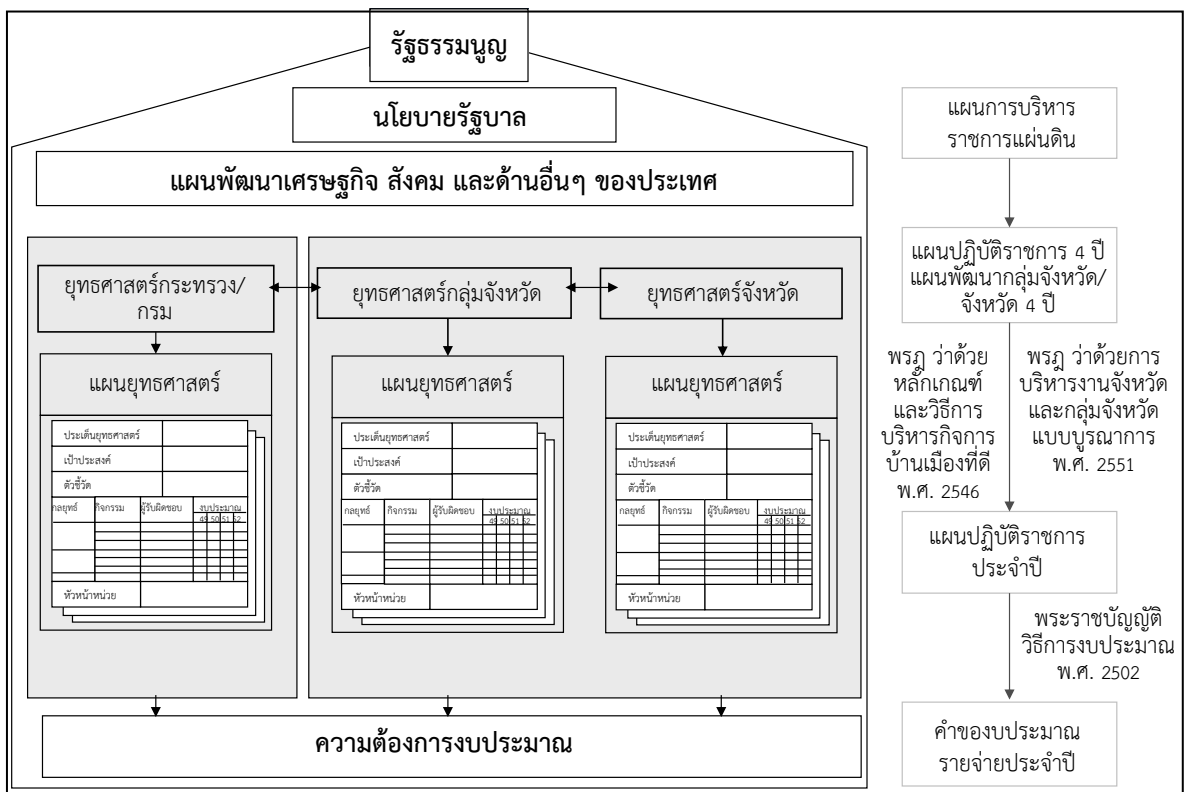 รัฐธรรมนูญ
นโยบายรัฐบาล
แผนพัฒนาเศรษฐกิจ สังคม และด้านอื่นๆ ของประเทศ
ยุทธศาสตร์กระทรวง/
กรม
ยุทธศาสตร์กลุ่มจังหวัด
ยุทธศาสตร์จังหวัด
แผนยุทธศาสตร์
ประเด็นยุทธศาสตร์
เป้าประสงค์
ตัวชี้วัด
กลยุทธ์ กิจกรรม ผู้รับผิดชอบ งบประมาณ
49 50 51 52
หัวหน้าหน่วย
แผนยุทธศาสตร์
ประเด็นยุทธศาสตร์
เป้าประสงค์
ตัวชี้วัด
กลยุทธ์ กิจกรรม ผู้รับผิดชอบ งบประมาณ
49 50 51 52
หัวหน้าหน่วย
แผนยุทธศาสตร์
ประเด็นยุทธศาสตร์
เป้าประสงค์
ตัวชี้วัด
กลยุทธ์ กิจกรรม ผู้รับผิดชอบ งบประมาณ
49 50 51 52
หัวหน้าหน่วย
ความต้องการงบประมาณ
แผนการบริหาร
ราชการแผ่นดิน
แผนปฏิบัติราชการ 4 ปี
แผนพัฒนากลุ่มจังหวัด/
จังหวัด 4 ปี
พรฎ ว่าด้วย
หลักเกณฑ์
และวิธีการ
บริหารกิจการ
บ้านเมืองที่ดี
พ.ศ. 2546
พรฎ ว่าด้วยการ
บริหารงานจังหวัด
และกลุ่มจังหวัด
แบบบูรณาการ
พ.ศ. 2551
แผนปฏิบัติราชการ
ประจำปี
พระราชบัญญัติ
วิธีการงบประมาณ
พ.ศ. 2502
คำของบประมาณ
รายจ่ายประจำปี